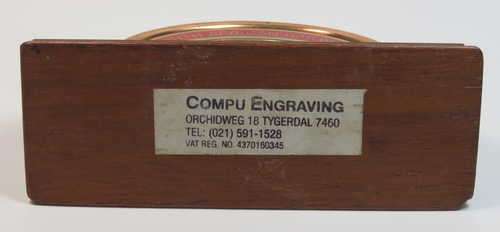 COMPU ENGRAVING
ORCHIDWEG 18 TYGERDAL 7460
TEL: (021) 591-1528
VAT REG. NO. 4370160345